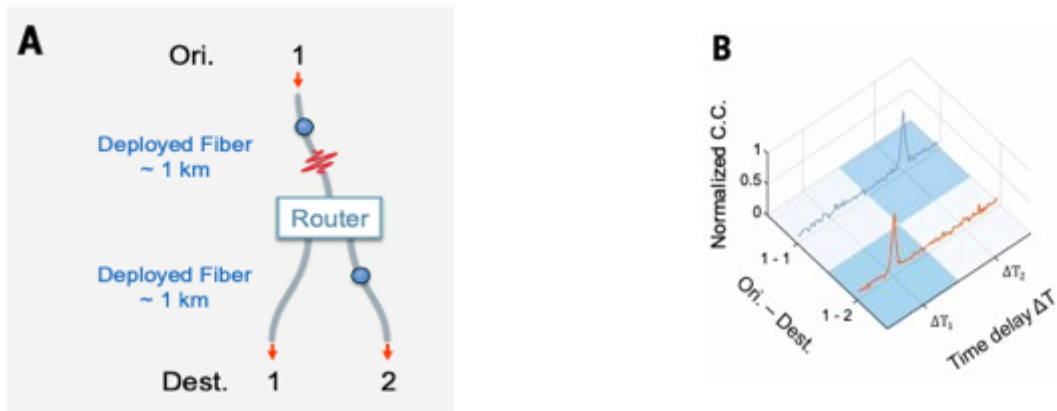 A
Ori. 1
Deployed Fiber
~ 1 km
Router
Deployed Fiber
~ 1 km
Dest. 1 2
B
Normalized C.C.
1
0.5
0
1 - 1
1 - 2
Ori. – Dest.
ΔT₁
ΔT₂
Time delay ΔT